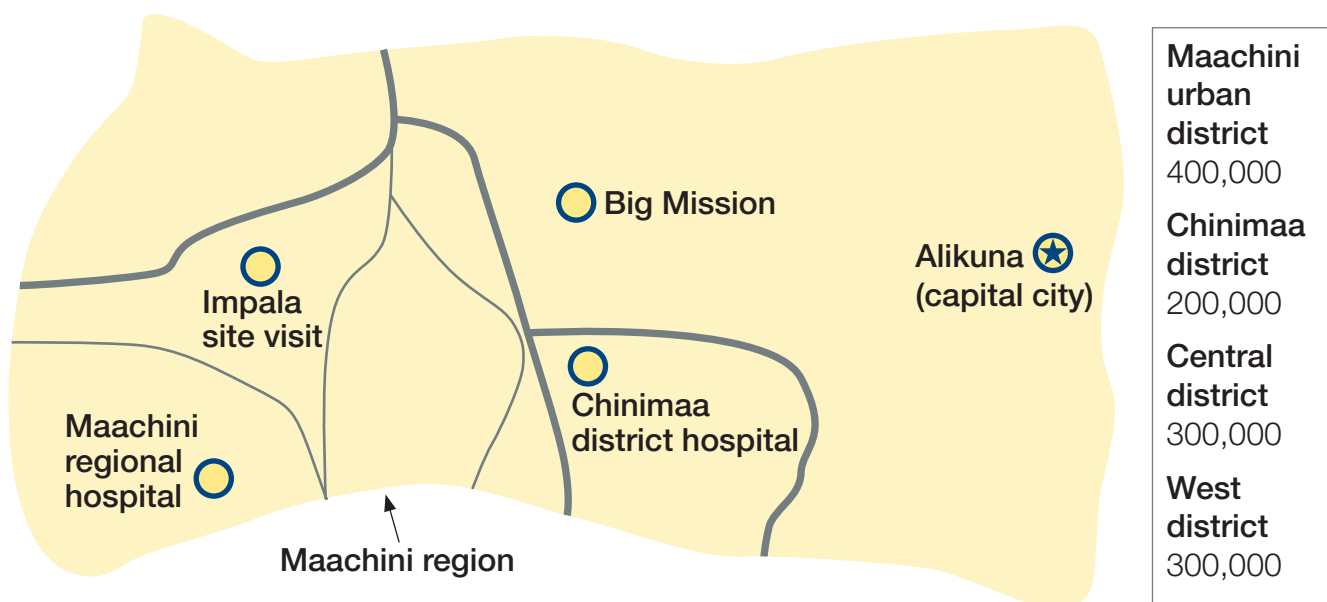 Big Mission
Alikuna
(capital city)
Impala
site visit
Chinimaa
district hospital
Maachini
regional
hospital
Maachini region
Maachini
urban
district
400,000
Chinimaa
district
200,000
Central
district
300,000
West
district
300,000